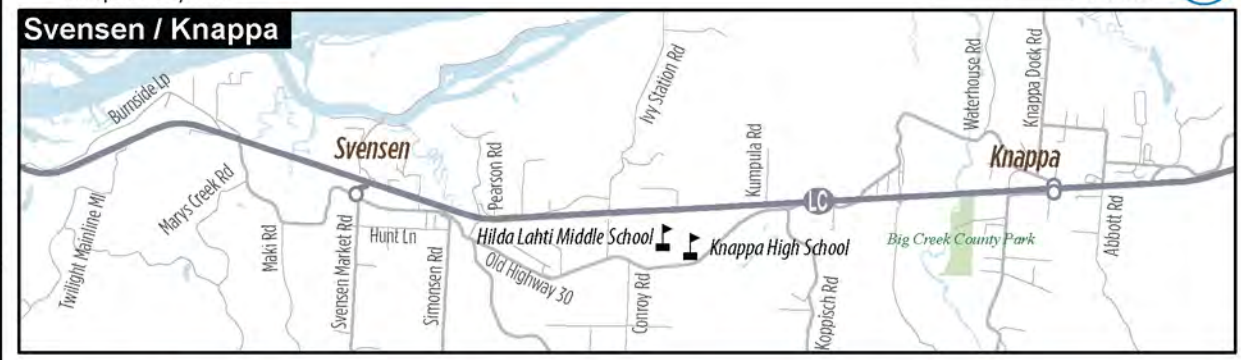 Svensen / Knappa
Burnside Lp
Twilight Mainline Ml
Marys Creek Rd
Maki Rd
Svensen
Svensen Market Rd
Hunt Ln
Simonsen Rd
Pearson Rd
Old Highway 30
Hilda Lahti Middle School
Conroy Rd
Ivy Station Rd
Knappa High School
Kumpula Rd
LC
Koppisch Rd
Big Creek County Park
Waterhouse Rd
Knappa Dock Rd
Knappa
Abbott Rd